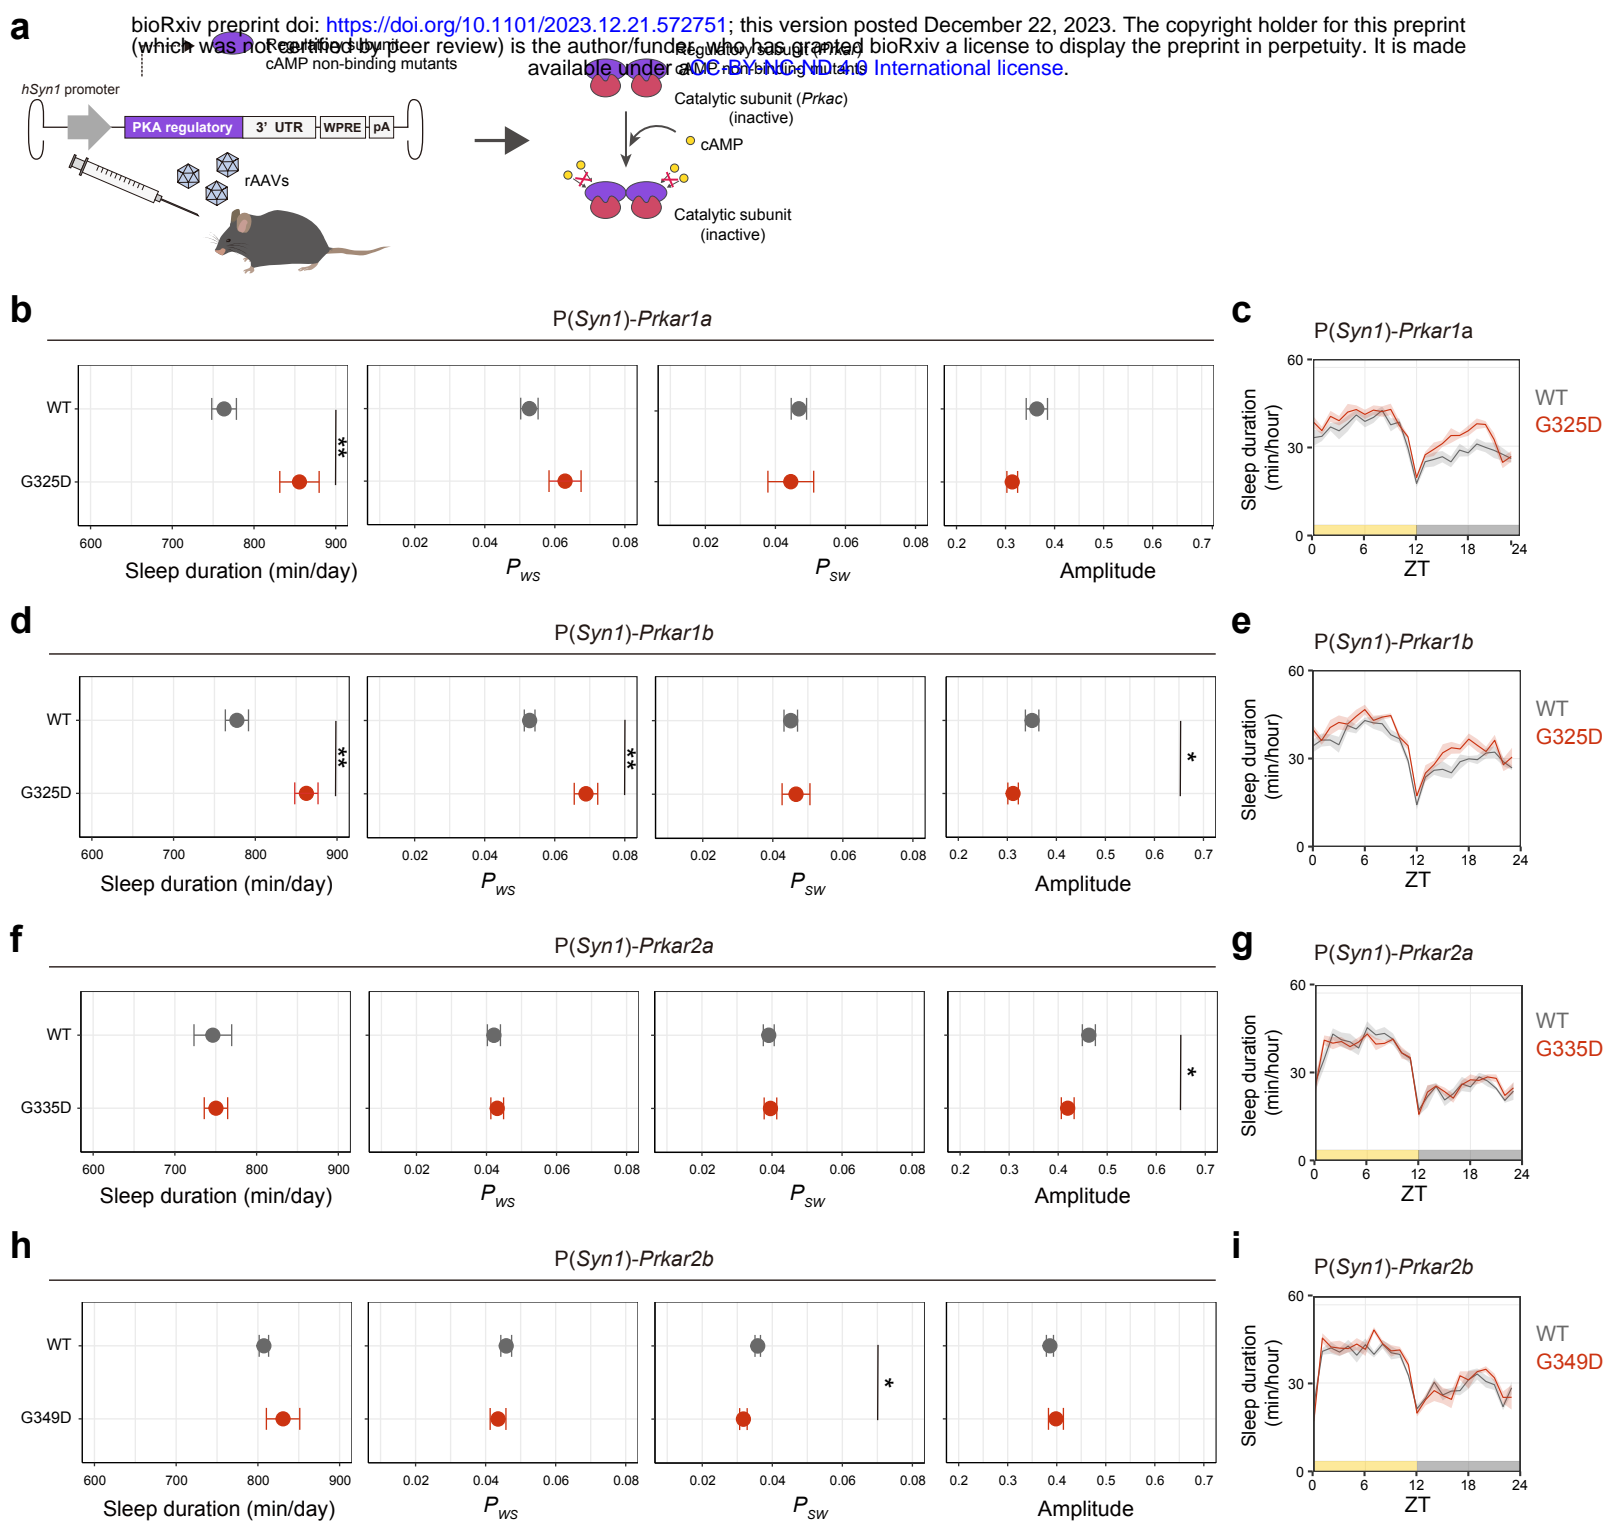 bioRxiv preprint doi: https://doi.org/10.1101/2023.12.21.572751; this version posted December 22, 2023. The copyright holder for this preprint
(which was not certified by peer review) is the author/funder, who has granted bioRxiv a license to display the preprint in perpetuity. It is made
available under aCC-BY-NC-ND 4.0 International license.
a
Regulatory subunit
cAMP non-binding mutants
Regulatory subunit (Prkar)
cAMP non-binding mutants
hSyn1 promoter
PKA regulatory 3' UTR WPRE pA
rAAVs
Catalytic subunit (Prkac)
(inactive)
cAMP
Catalytic subunit
(inactive)
b
P(Syn1)-Prkar1a
WT
G325D
**
600 700 800 900
Sleep duration (min/day)
0.02 0.04 0.06 0.08
PWS
0.02 0.04 0.06 0.08
PSW
0.2 0.3 0.4 0.5 0.6 0.7
Amplitude
c
P(Syn1)-Prkar1a
Sleep duration
(min/hour)
60
30
0
0 6 12 18 24
ZT
WT
G325D
d
P(Syn1)-Prkar1b
WT
G325D
**
600 700 800 900
Sleep duration (min/day)
**
0.02 0.04 0.06 0.08
PWS
0.02 0.04 0.06 0.08
PSW
*
0.2 0.3 0.4 0.5 0.6 0.7
Amplitude
e
P(Syn1)-Prkar1b
Sleep duration
(min/hour)
60
30
0
0 6 12 18 24
ZT
WT
G325D
f
P(Syn1)-Prkar2a
WT
G335D
600 700 800 900
Sleep duration (min/day)
0.02 0.04 0.06 0.08
PWS
0.02 0.04 0.06 0.08
PSW
*
0.2 0.3 0.4 0.5 0.6 0.7
Amplitude
g
P(Syn1)-Prkar2a
Sleep duration
(min/hour)
60
30
0
0 6 12 18 24
ZT
WT
G335D
h
P(Syn1)-Prkar2b
WT
G349D
600 700 800 900
Sleep duration (min/day)
0.02 0.04 0.06 0.08
PWS
*
0.02 0.04 0.06 0.08
PSW
0.2 0.3 0.4 0.5 0.6 0.7
Amplitude
i
P(Syn1)-Prkar2b
Sleep duration
(min/hour)
60
30
0
0 6 12 18 24
ZT
WT
G349D